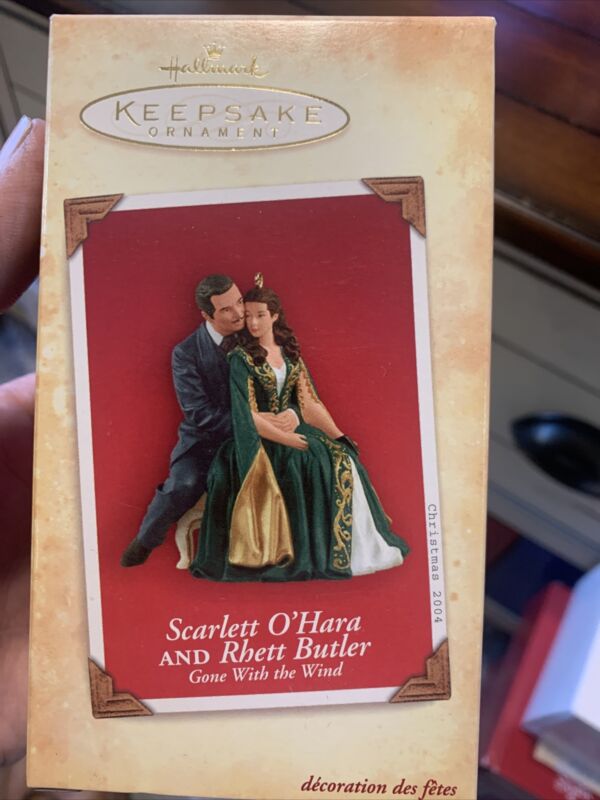 Hallmark
KEEPSAKE
ORNAMENT
Christmas 2004
Scarlett O'Hara
AND Rhett Butler
Gone With the Wind
décoration des fêtes